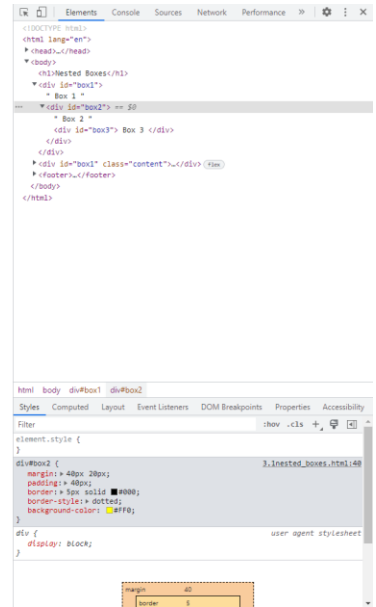 Elements Console Sources Network Performance »
<!DOCTYPE html>
<html lang="en">
<head>…</head>
<body>
<h1>Nested Boxes</h1>
<div id="box1">
" Box 1 "
… <div id="box2"> == $0
" Box 2 "
<div id="box3"> Box 3 </div>
</div>
</div>
<div id="box1" class="content">…</div> flex
<footer>…</footer>
</body>
</html>
html body div#box1 div#box2
Styles Computed Layout Event Listeners DOM Breakpoints Properties Accessibility
Filter :hov .cls +
element.style {
}
div#box2 { 3.1nested_boxes.html:40
margin: 40px 20px;
padding: 40px;
border: 5px solid #000;
border-style: dotted;
background-color: #FF0;
}
div { user agent stylesheet
display: block;
}
margin 40
border 5